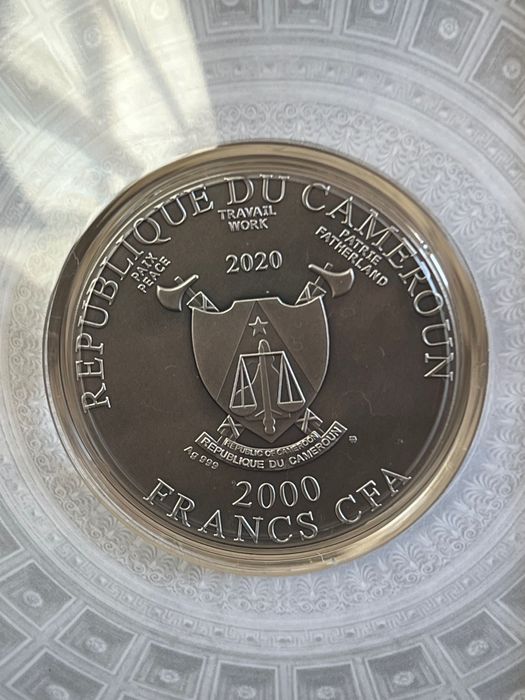 REPUBLIQUE DU CAMEROUN
TRAVAIL
WORK
PAIX
PEACE
PATRIE
FATHERLAND
2020
REPUBLIC OF CAMEROON
REPUBLIQUE DU CAMEROUN
Ag 999
2000
FRANCS CFA